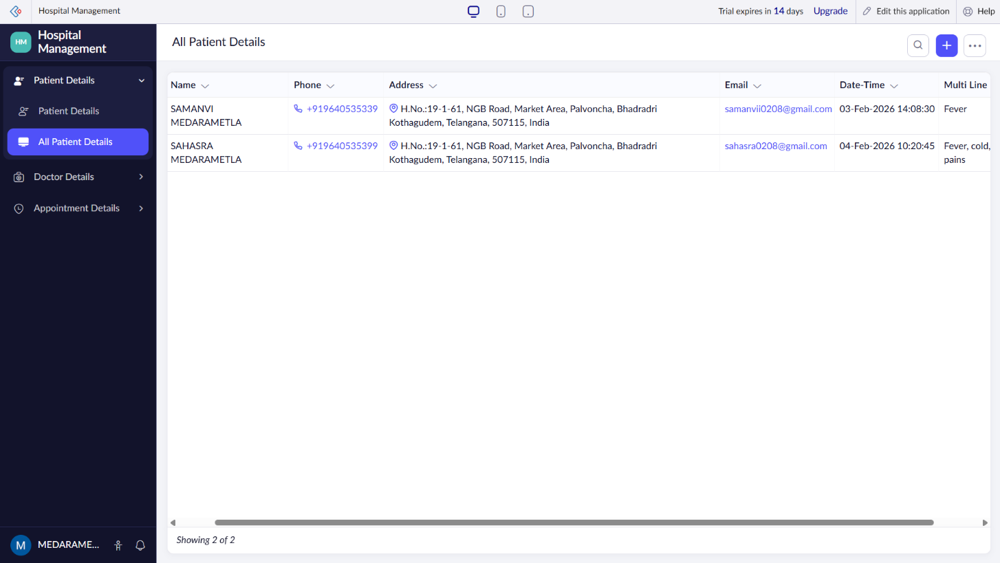 Hospital Management
Trial expires in 14 days
Upgrade
Edit this application
Help
HM
Hospital
Management
All Patient Details
Patient Details
Patient Details
All Patient Details
Doctor Details
Appointment Details
Name
Phone
Address
Email
Date-Time
Multi Line
SAMANVI
MEDARAMETLA
+919640535339
H.No.:19-1-61, NGB Road, Market Area, Palvoncha, Bhadradri
Kothagudem, Telangana, 507115, India
samanvii0208@gmail.com
03-Feb-2026 14:08:30
Fever
SAHASRA
MEDARAMETLA
+919640535399
H.No.:19-1-61, NGB Road, Market Area, Palvoncha, Bhadradri
Kothagudem, Telangana, 507115, India
sahasra0208@gmail.com
04-Feb-2026 10:20:45
Fever, cold,
pains
Showing 2 of 2
M
MEDARAME...